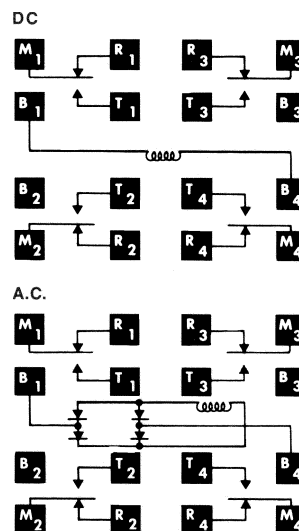 DC
M1 R1 R3 M3
B1 T1 T3 B3
B2 T2 T4 B4
M2 R2 R4 M4
A.C.
M1 R1 R3 M3
B1 T1 T3 B3
B2 T2 T4 B4
M2 R2 R4 M